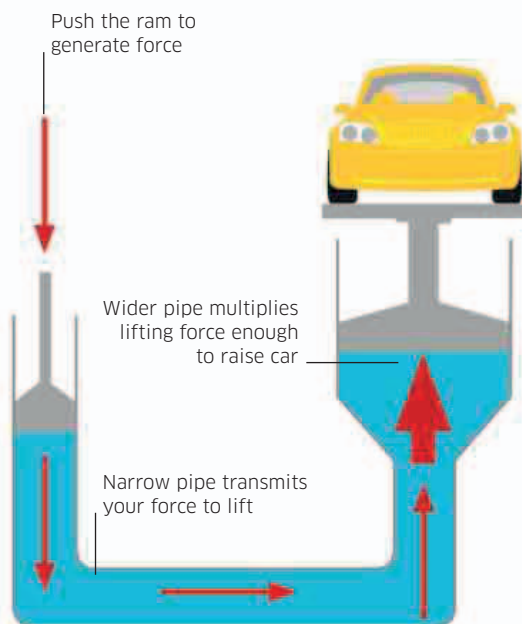 Push the ram to
generate force
Wider pipe multiplies
lifting force enough
to raise car
Narrow pipe transmits
your force to lift